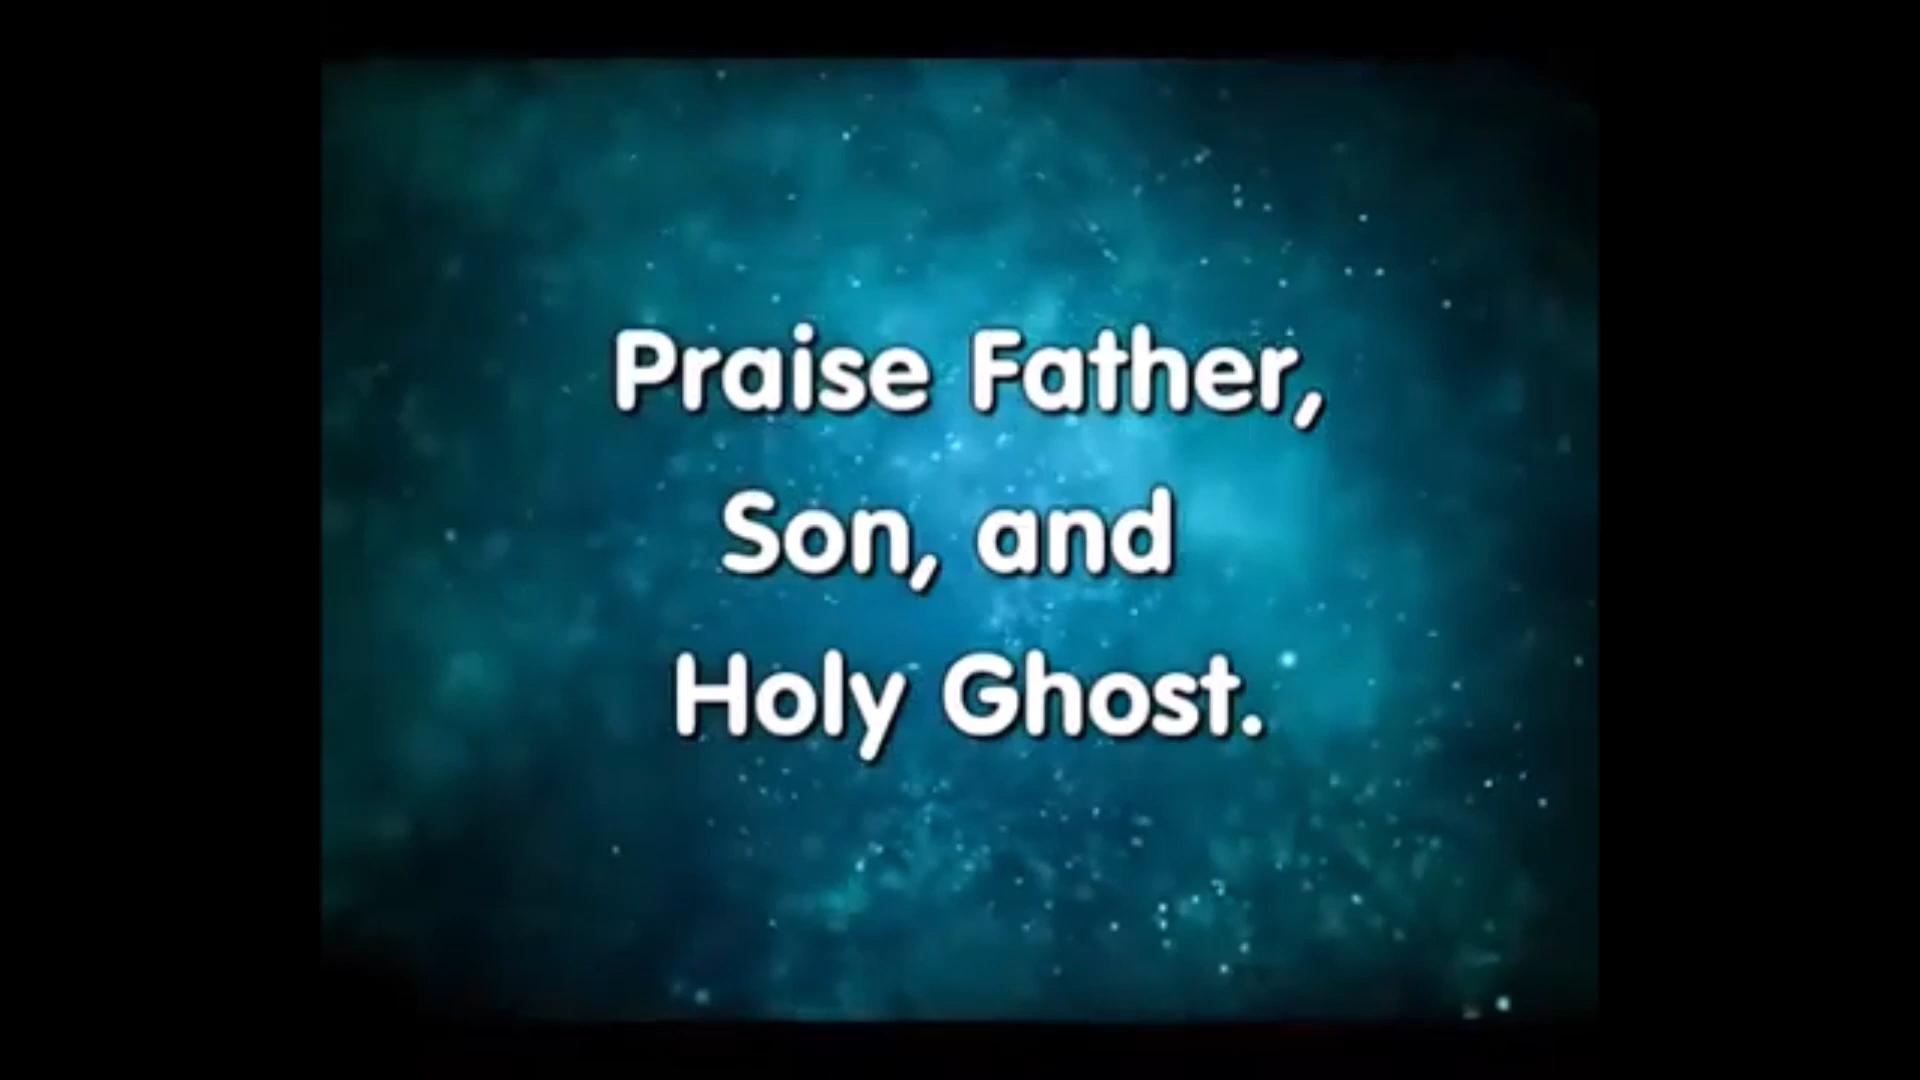 Praise Father,
Son, and
Holy Ghost.